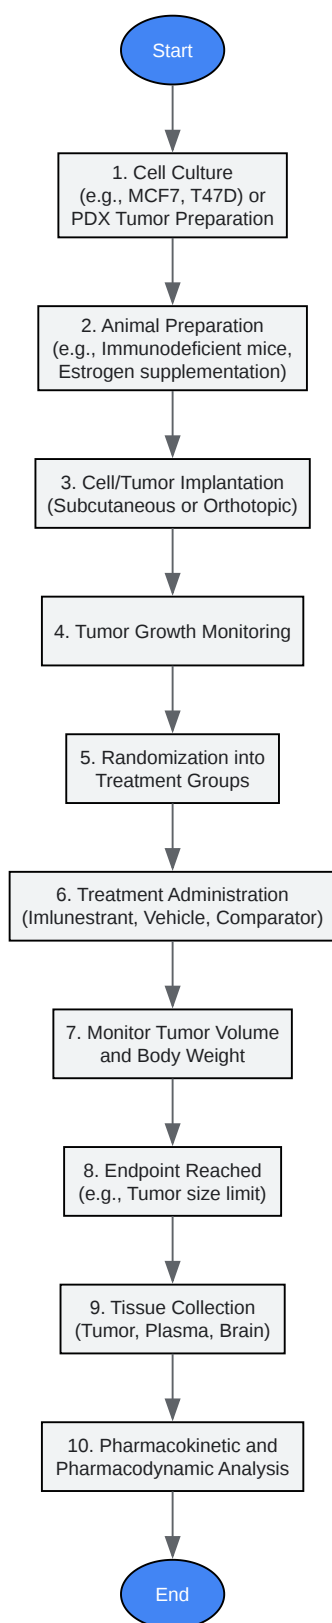 Start
1. Cell Culture
(e.g., MCF7, T47D) or
PDX Tumor Preparation
2. Animal Preparation
(e.g., Immunodeficient mice,
Estrogen supplementation)
3. Cell/Tumor Implantation
(Subcutaneous or Orthotopic)
4. Tumor Growth Monitoring
5. Randomization into
Treatment Groups
6. Treatment Administration
(Imlunestrant, Vehicle, Comparator)
7. Monitor Tumor Volume
and Body Weight
8. Endpoint Reached
(e.g., Tumor size limit)
9. Tissue Collection
(Tumor, Plasma, Brain)
10. Pharmacokinetic and
Pharmacodynamic Analysis
End